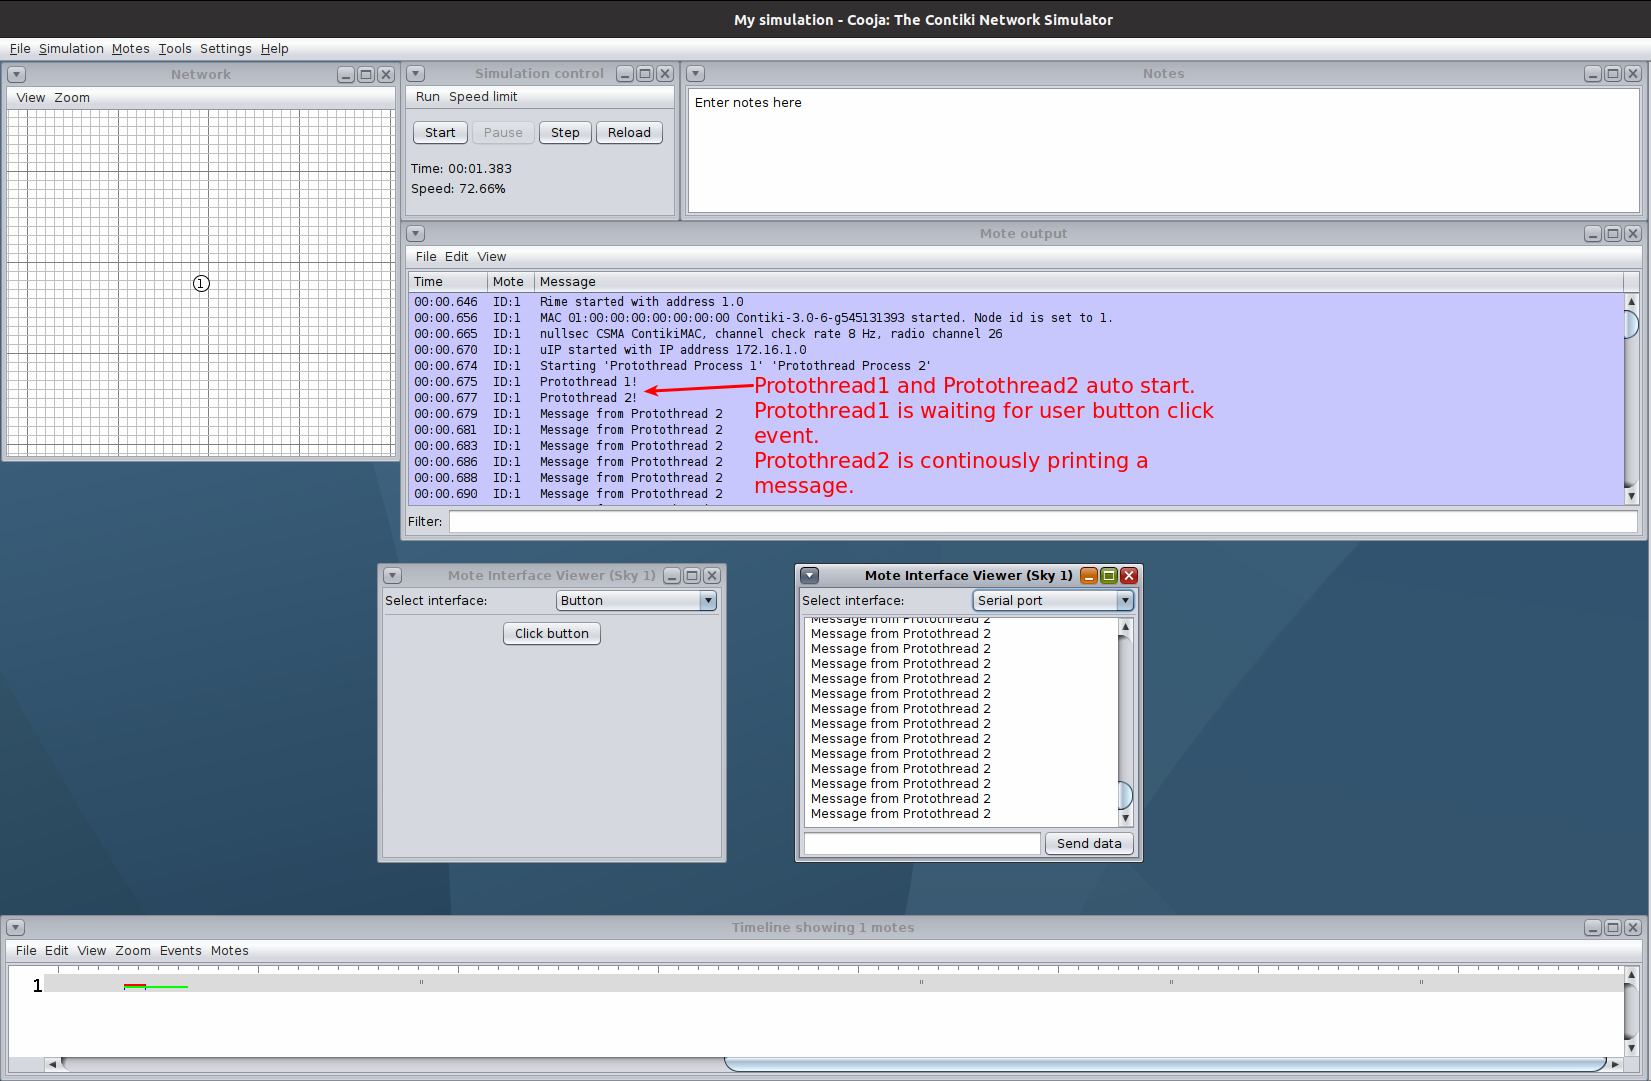 My simulation - Cooja: The Contiki Network Simulator
File Simulation Motes Tools Settings Help
Network
View Zoom
1
Simulation control
Run Speed limit
Start Pause Step Reload
Time: 00:01.383
Speed: 72.66%
Notes
Enter notes here
Mote output
File Edit View
Time Mote Message
00:00.646 ID:1 Rime started with address 1.0
00:00.656 ID:1 MAC 01:00:00:00:00:00:00:00 Contiki-3.0-6-g545131393 started. Node id is set to 1.
00:00.665 ID:1 nullsec CSMA ContikiMAC, channel check rate 8 Hz, radio channel 26
00:00.670 ID:1 uIP started with IP address 172.16.1.0
00:00.674 ID:1 Starting 'Protothread Process 1' 'Protothread Process 2'
00:00.675 ID:1 Protothread 1!
00:00.677 ID:1 Protothread 2!
00:00.679 ID:1 Message from Protothread 2
00:00.681 ID:1 Message from Protothread 2
00:00.683 ID:1 Message from Protothread 2
00:00.686 ID:1 Message from Protothread 2
00:00.688 ID:1 Message from Protothread 2
00:00.690 ID:1 Message from Protothread 2
Protothread1 and Protothread2 auto start.
Protothread1 is waiting for user button click
event.
Protothread2 is continously printing a
message.
Filter:
Mote Interface Viewer (Sky 1)
Select interface: Button
Click button
Mote Interface Viewer (Sky 1)
Select interface: Serial port
Message from Protothread 2
Message from Protothread 2
Message from Protothread 2
Message from Protothread 2
Message from Protothread 2
Message from Protothread 2
Message from Protothread 2
Message from Protothread 2
Message from Protothread 2
Message from Protothread 2
Message from Protothread 2
Message from Protothread 2
Message from Protothread 2
Message from Protothread 2
Send data
Timeline showing 1 motes
File Edit View Zoom Events Motes
1